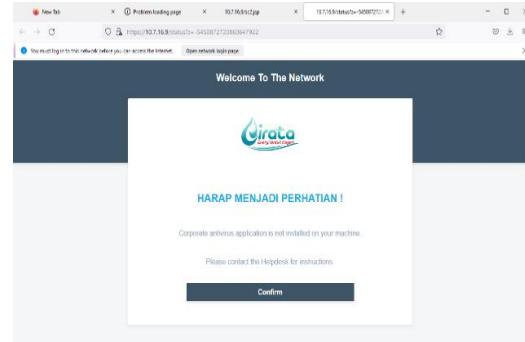 New Tab
Problem loading page
10.7.16.9/sc2.jsp
You must log in to this network before you can access the Internet.
Open network login page
Welcome To The Network
HARAP MENJADI PERHATIAN !
Corporate antivirus application is not installed on your machine.
Please contact the Helpdesk for instructions.
Confirm